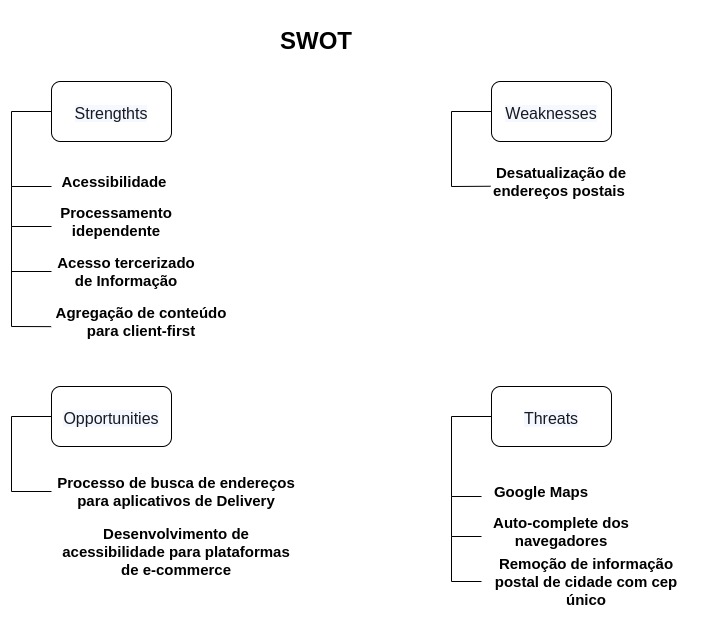 SWOT
Strengthts
Acessibilidade
Processamento
idependente
Acesso tercerizado
de Informação
Agregação de conteúdo
para client-first
Weaknesses
Desatualização de
endereços postais
Opportunities
Processo de busca de endereços
para aplicativos de Delivery
Desenvolvimento de
acessibilidade para plataformas
de e-commerce
Threats
Google Maps
Auto-complete dos
navegadores
Remoção de informação
postal de cidade com cep
único